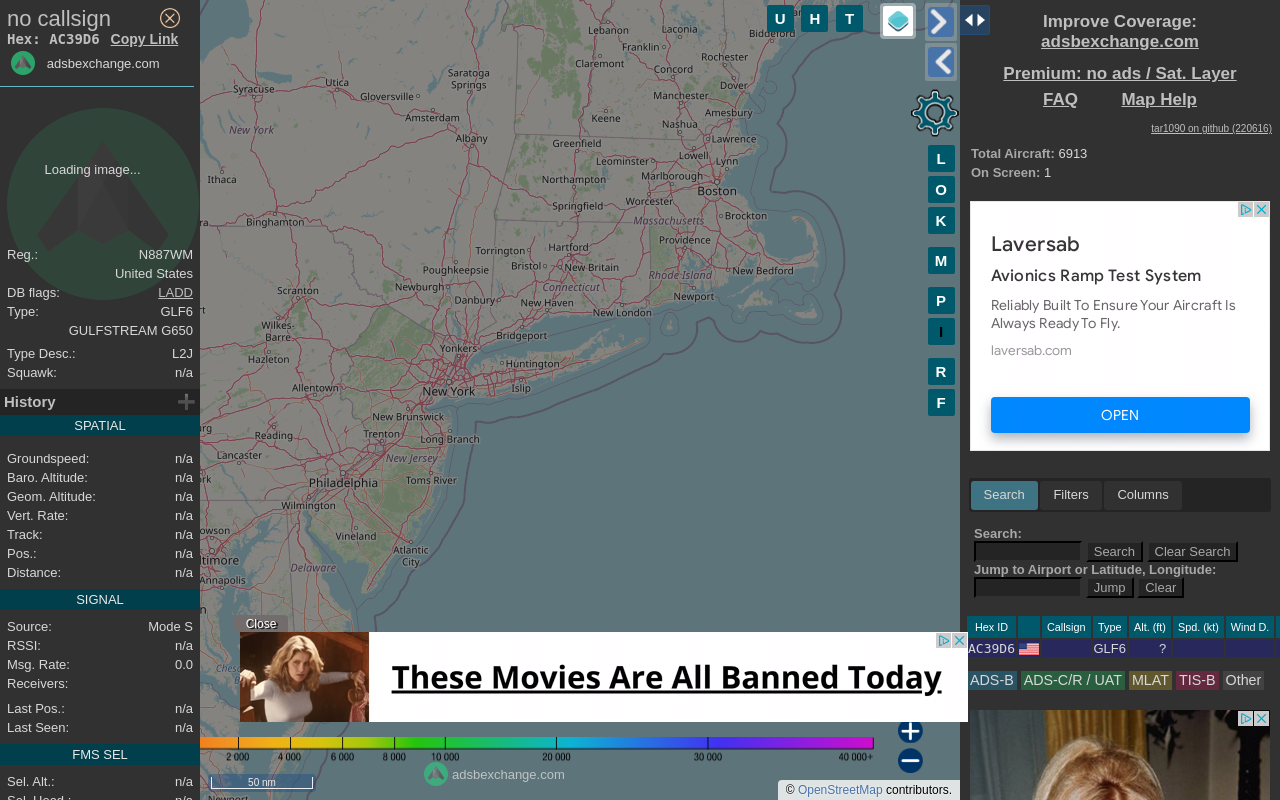 no callsign
Hex: AC39D6 Copy Link
adsbexchange.com
Loading image...
Reg.: N887WM
United States
DB flags: LADD
Type: GLF6
GULFSTREAM G650
Type Desc.: L2J
Squawk: n/a
History
SPATIAL
Groundspeed: n/a
Baro. Altitude: n/a
Geom. Altitude: n/a
Vert. Rate: n/a
Track: n/a
Pos.: n/a
Distance: n/a
SIGNAL
Source: Mode S
RSSI: n/a
Msg. Rate: 0.0
Receivers:
Last Pos.: n/a
Last Seen: n/a
FMS SEL
Sel. Alt.: n/a
U H T
L
O
K
M
P
I
R
F
Lebanon
Laconia
Biddeford
Franklin
Claremont
Rochester
Concord
Dover
Saratoga
Springs
Utica
Syracuse
Gloversville
Manchester
Amesbury
Amsterdam
Keene
Nashua
New York
Albany
Lawrence
Greenfield
Lowell
Leominster
Lynn
Ithaca
Northampton
Marlborough
Boston
Worcester
Springfield
Binghamton
Massachusetts
Brockton
Providence
Torrington
Hartford
Bristol
New Britain
Poughkeepsie
Rhode Island
New Bedford
Connecticut
Newburgh
Scranton
Danbury
New Haven
Newport
New London
Wilkes-
Barre
Bridgeport
Yonkers
Hazleton
Huntington
Allentown
New York
Islip
New Brunswick
Reading
Trenton
Long Branch
Lancaster
New Jersey
Philadelphia
Toms River
Wilmington
Vineland
Atlantic
City
Annapolis
Delaware
Close
These Movies Are All Banned Today
2 000 4 000 6 000 8 000 10 000 20 000 30 000 40 000+
adsbexchange.com
50 nm
© OpenStreetMap contributors.
Improve Coverage:
adsbexchange.com
Premium: no ads / Sat. Layer
FAQ Map Help
tar1090 on github (220616)
Total Aircraft: 6913
On Screen: 1
Laversab
Avionics Ramp Test System
Reliably Built To Ensure Your Aircraft Is
Always Ready To Fly.
laversab.com
OPEN
Search Filters Columns
Search:
Search Clear Search
Jump to Airport or Latitude, Longitude:
Jump Clear
Hex ID Callsign Type Alt. (ft) Spd. (kt) Wind D.
AC39D6 GLF6 ?
ADS-B ADS-C/R / UAT MLAT TIS-B Other